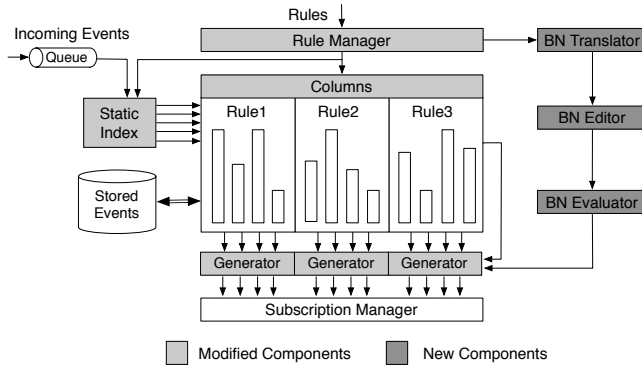 Rules
Incoming Events
Queue
Rule Manager
BN Translator
Columns
Static
Index
Rule1
Rule2
Rule3
BN Editor
Stored
Events
BN Evaluator
Generator
Generator
Generator
Subscription Manager
Modified Components
New Components